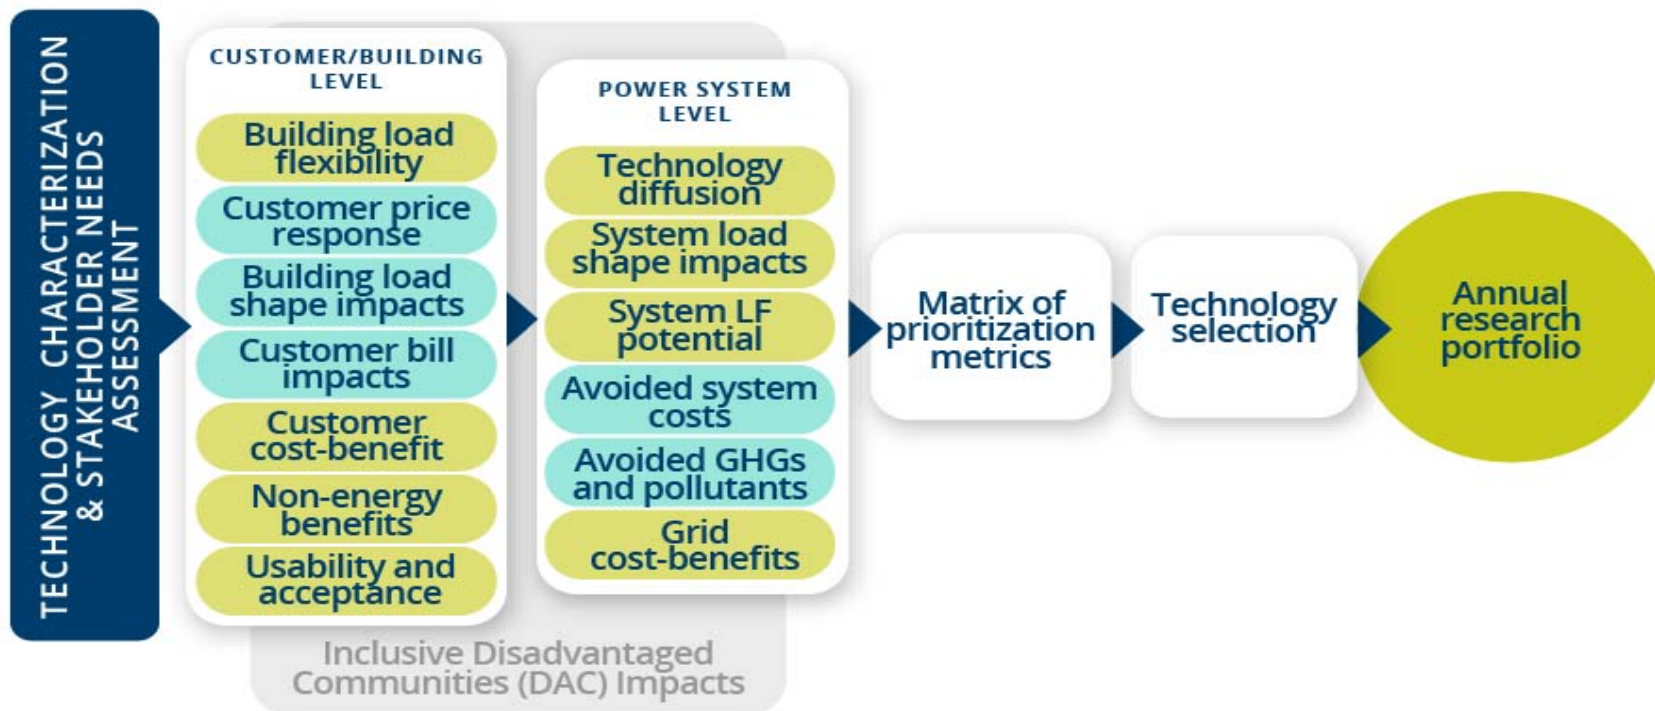 TECHNOLOGY CHARACTERIZATION
& STAKEHOLDER NEEDS
ASSESSMENT
CUSTOMER/BUILDING
LEVEL
Building load
flexibility
Customer price
response
Building load
shape impacts
Customer bill
impacts
Customer
cost-benefit
Non-energy
benefits
Usability and
acceptance
POWER SYSTEM
LEVEL
Technology
diffusion
System load
shape impacts
System LF
potential
Avoided system
costs
Avoided GHGs
and pollutants
Grid
cost-benefits
Inclusive Disadvantaged
Communities (DAC) Impacts
Matrix of
prioritization
metrics
Technology
selection
Annual
research
portfolio